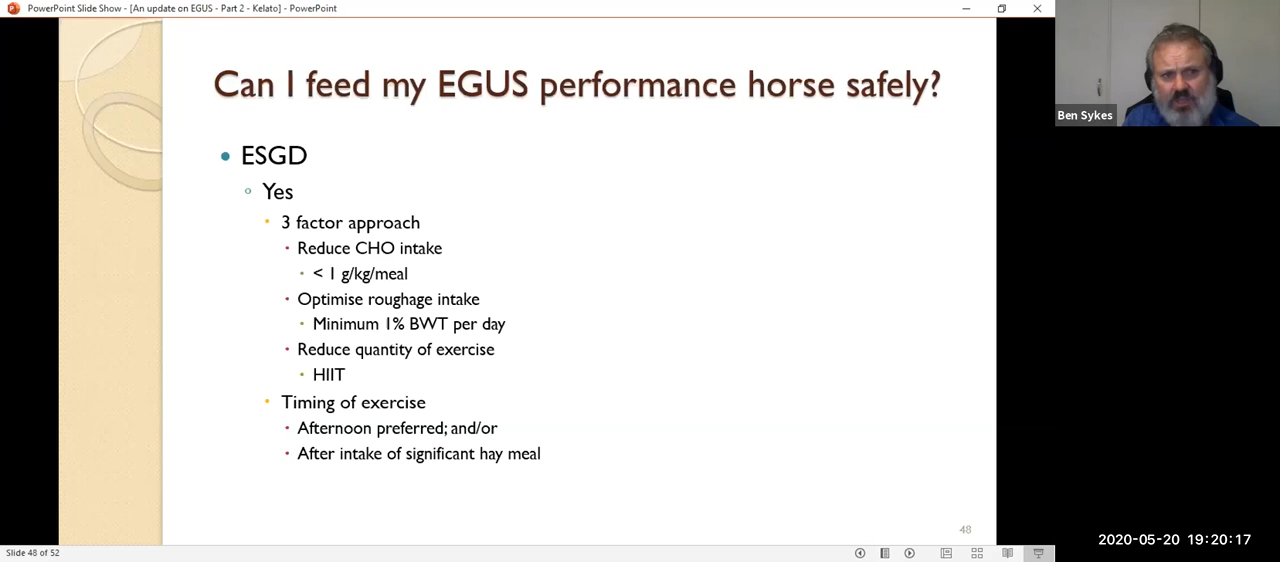 PowerPoint Slide Show - [An update on EGUS - Part 2 - Kelato] - PowerPoint
Can I feed my EGUS performance horse safely?
Ben Sykes
ESGD
Yes
3 factor approach
Reduce CHO intake
< 1 g/kg/meal
Optimise roughage intake
Minimum 1% BWT per day
Reduce quantity of exercise
HIIT
Timing of exercise
Afternoon preferred; and/or
After intake of significant hay meal
48
2020-05-20 19:20:17
Slide 48 of 52